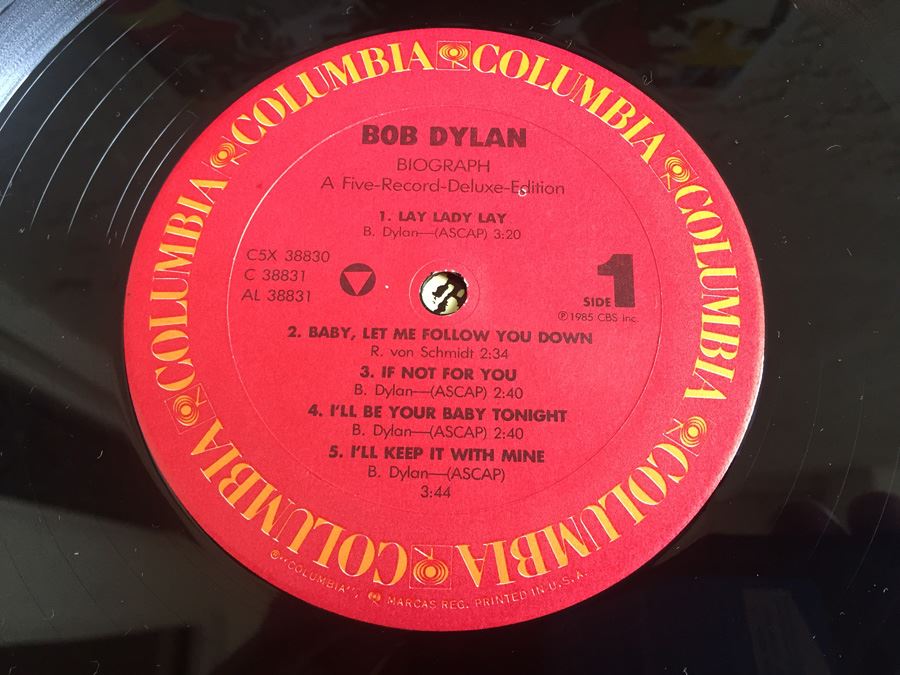 COLUMBIA COLUMBIA COLUMBIA COLUMBIA COLUMBIA COLUMBIA COLUMBIA COLUMBIA
BOB DYLAN
BIOGRAPH
A Five-Record-Deluxe-Edition
1. LAY LADY LAY
B. Dylan—(ASCAP) 3:20
C5X 38830
C 38831
AL 38831
SIDE 1
℗ 1985 CBS Inc.
2. BABY, LET ME FOLLOW YOU DOWN
R. von Schmidt 2:34
3. IF NOT FOR YOU
B. Dylan—(ASCAP) 2:40
4. I'LL BE YOUR BABY TONIGHT
B. Dylan—(ASCAP) 2:40
5. I'LL KEEP IT WITH MINE
B. Dylan—(ASCAP)
3:44
® "COLUMBIA", MARCAS REG. PRINTED IN U.S.A.